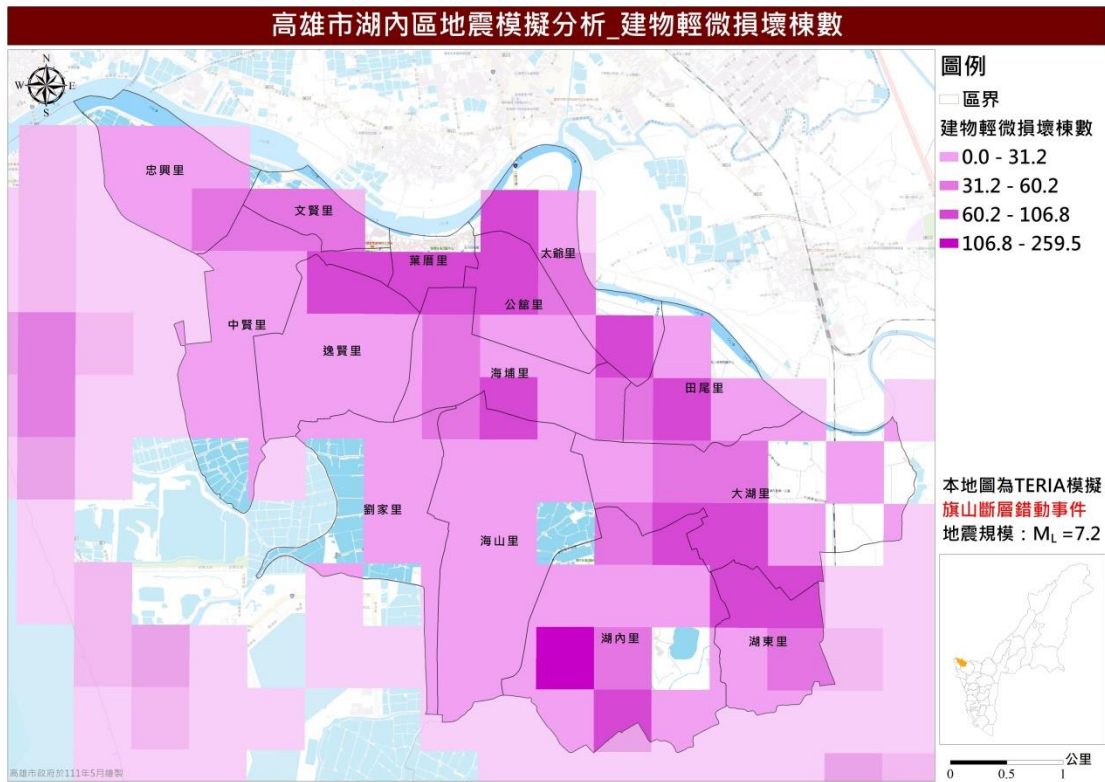 高雄市湖內區地震模擬分析_建物輕微損壞棟數
N
W
E
S
忠興里
文賢里
葉厝里
太爺里
公舘里
中賢里
逸賢里
海埔里
田尾里
大湖里
劉家里
海山里
湖內里
湖東里
高雄市政府於111年5月繪製
圖例
區界
建物輕微損壞棟數
0.0 - 31.2
31.2 - 60.2
60.2 - 106.8
106.8 - 259.5
本地圖為TERIA模擬
旗山斷層錯動事件
地震規模：ML =7.2
公里
0 0.5 1